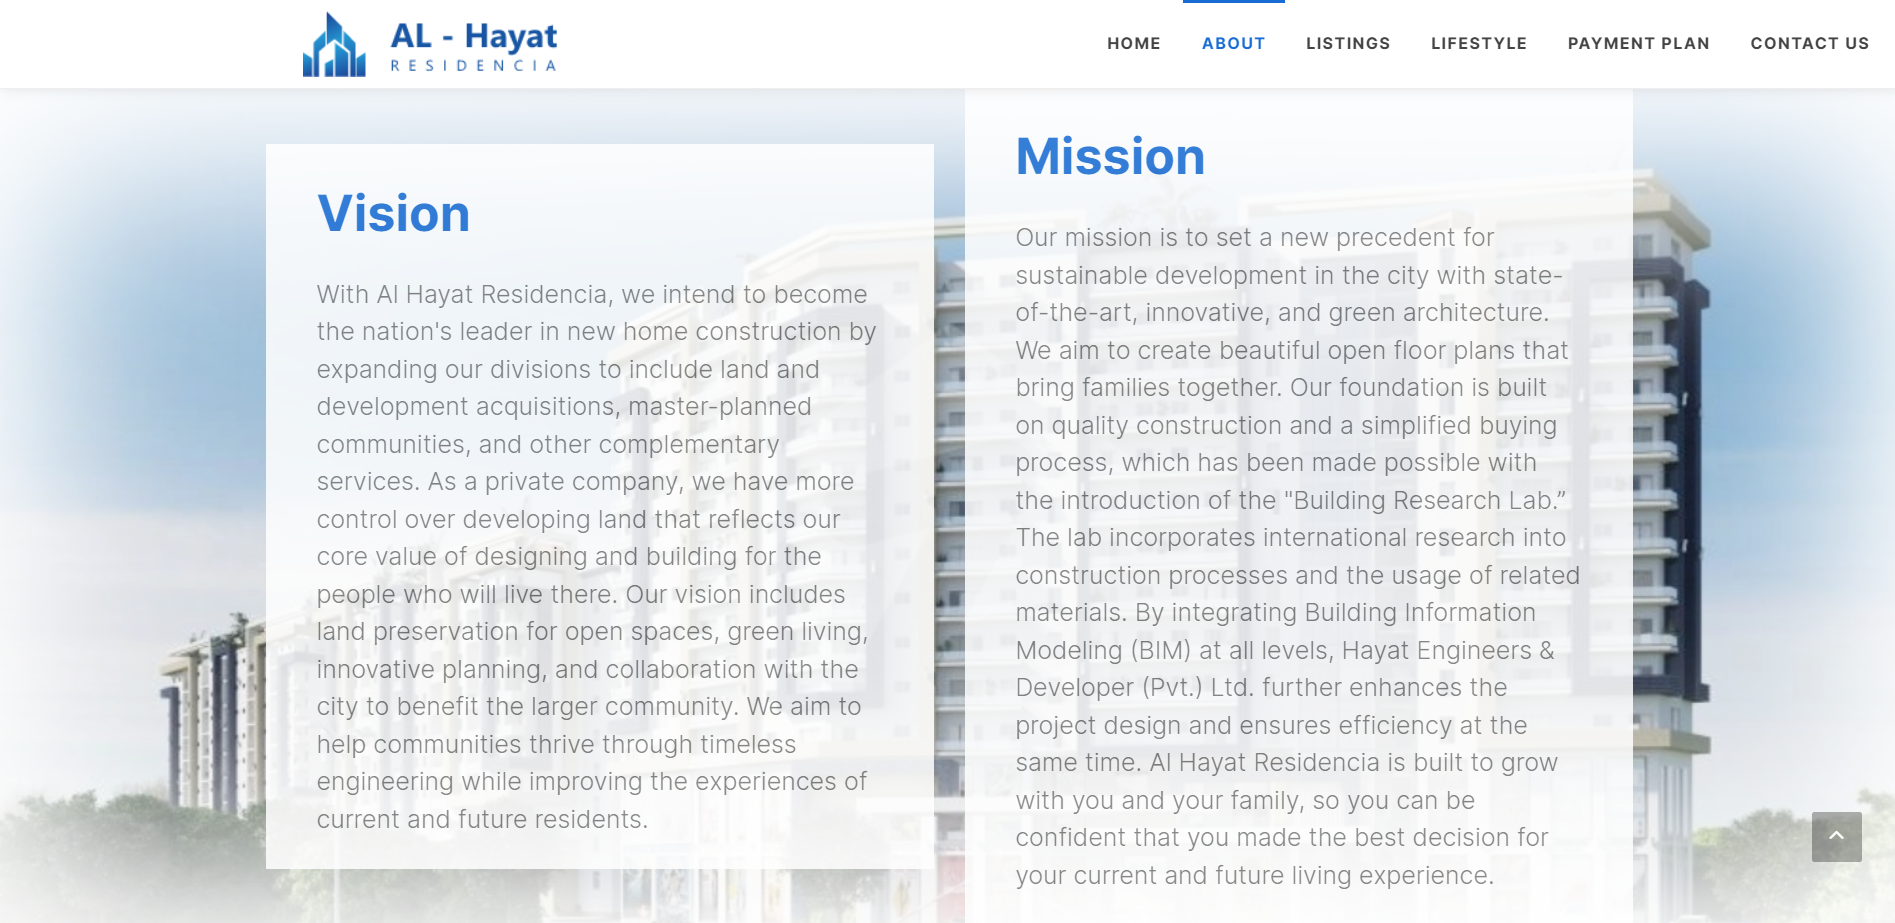 AL - Hayat
RESIDENCIA
HOME
ABOUT
LISTINGS
LIFESTYLE
PAYMENT PLAN
CONTACT US
Vision
With Al Hayat Residencia, we intend to become
the nation's leader in new home construction by
expanding our divisions to include land and
development acquisitions, master-planned
communities, and other complementary
services. As a private company, we have more
control over developing land that reflects our
core value of designing and building for the
people who will live there. Our vision includes
land preservation for open spaces, green living,
innovative planning, and collaboration with the
city to benefit the larger community. We aim to
help communities thrive through timeless
engineering while improving the experiences of
current and future residents.
Mission
Our mission is to set a new precedent for
sustainable development in the city with state-
of-the-art, innovative, and green architecture.
We aim to create beautiful open floor plans that
bring families together. Our foundation is built
on quality construction and a simplified buying
process, which has been made possible with
the introduction of the "Building Research Lab.”
The lab incorporates international research into
construction processes and the usage of related
materials. By integrating Building Information
Modeling (BIM) at all levels, Hayat Engineers &
Developer (Pvt.) Ltd. further enhances the
project design and ensures efficiency at the
same time. Al Hayat Residencia is built to grow
with you and your family, so you can be
confident that you made the best decision for
your current and future living experience.